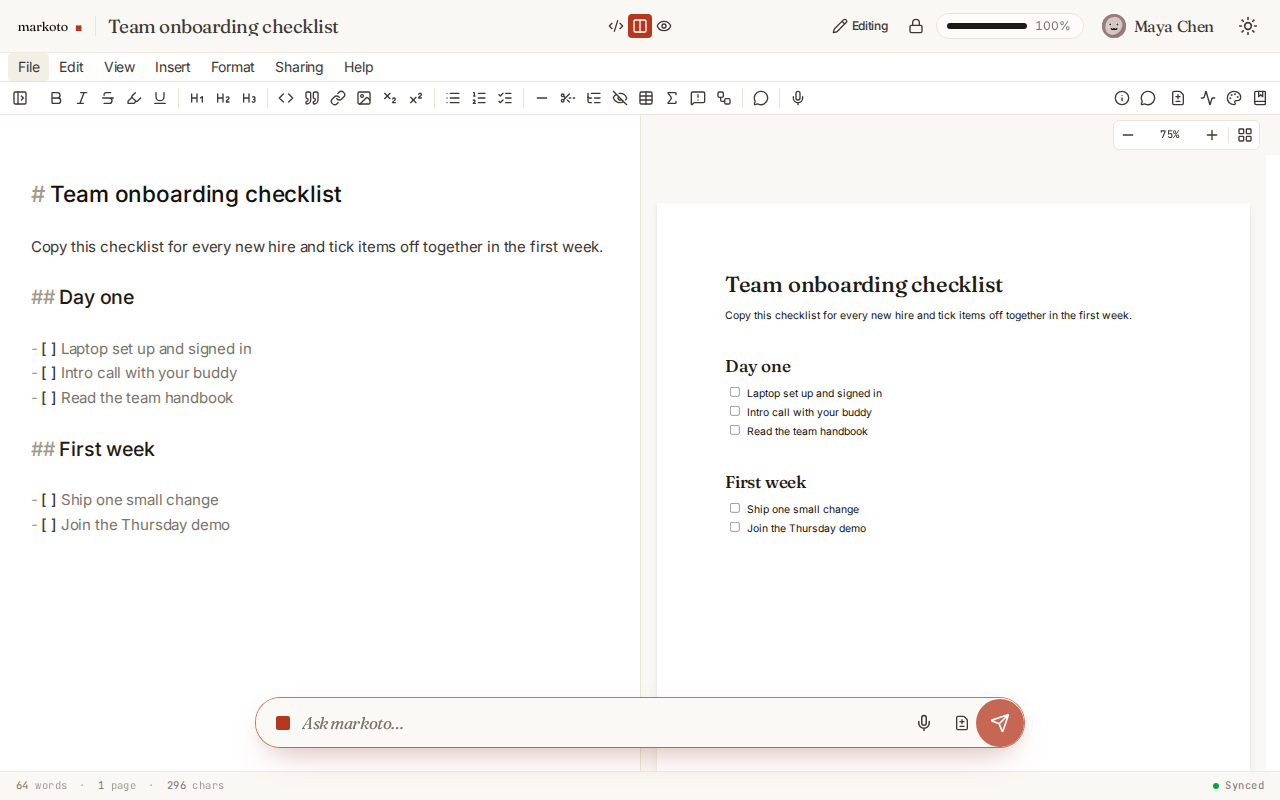 markoto
Team onboarding checklist
Editing
100%
Maya Chen
File Edit View Insert Format Sharing Help
H1 H2 H3
75%
# Team onboarding checklist
Copy this checklist for every new hire and tick items off together in the first week.
## Day one
- [ ] Laptop set up and signed in
- [ ] Intro call with your buddy
- [ ] Read the team handbook
## First week
- [ ] Ship one small change
- [ ] Join the Thursday demo
Team onboarding checklist
Copy this checklist for every new hire and tick items off together in the first week.
Day one
Laptop set up and signed in
Intro call with your buddy
Read the team handbook
First week
Ship one small change
Join the Thursday demo
Ask markoto...
64 words · 1 page · 296 chars
Synced